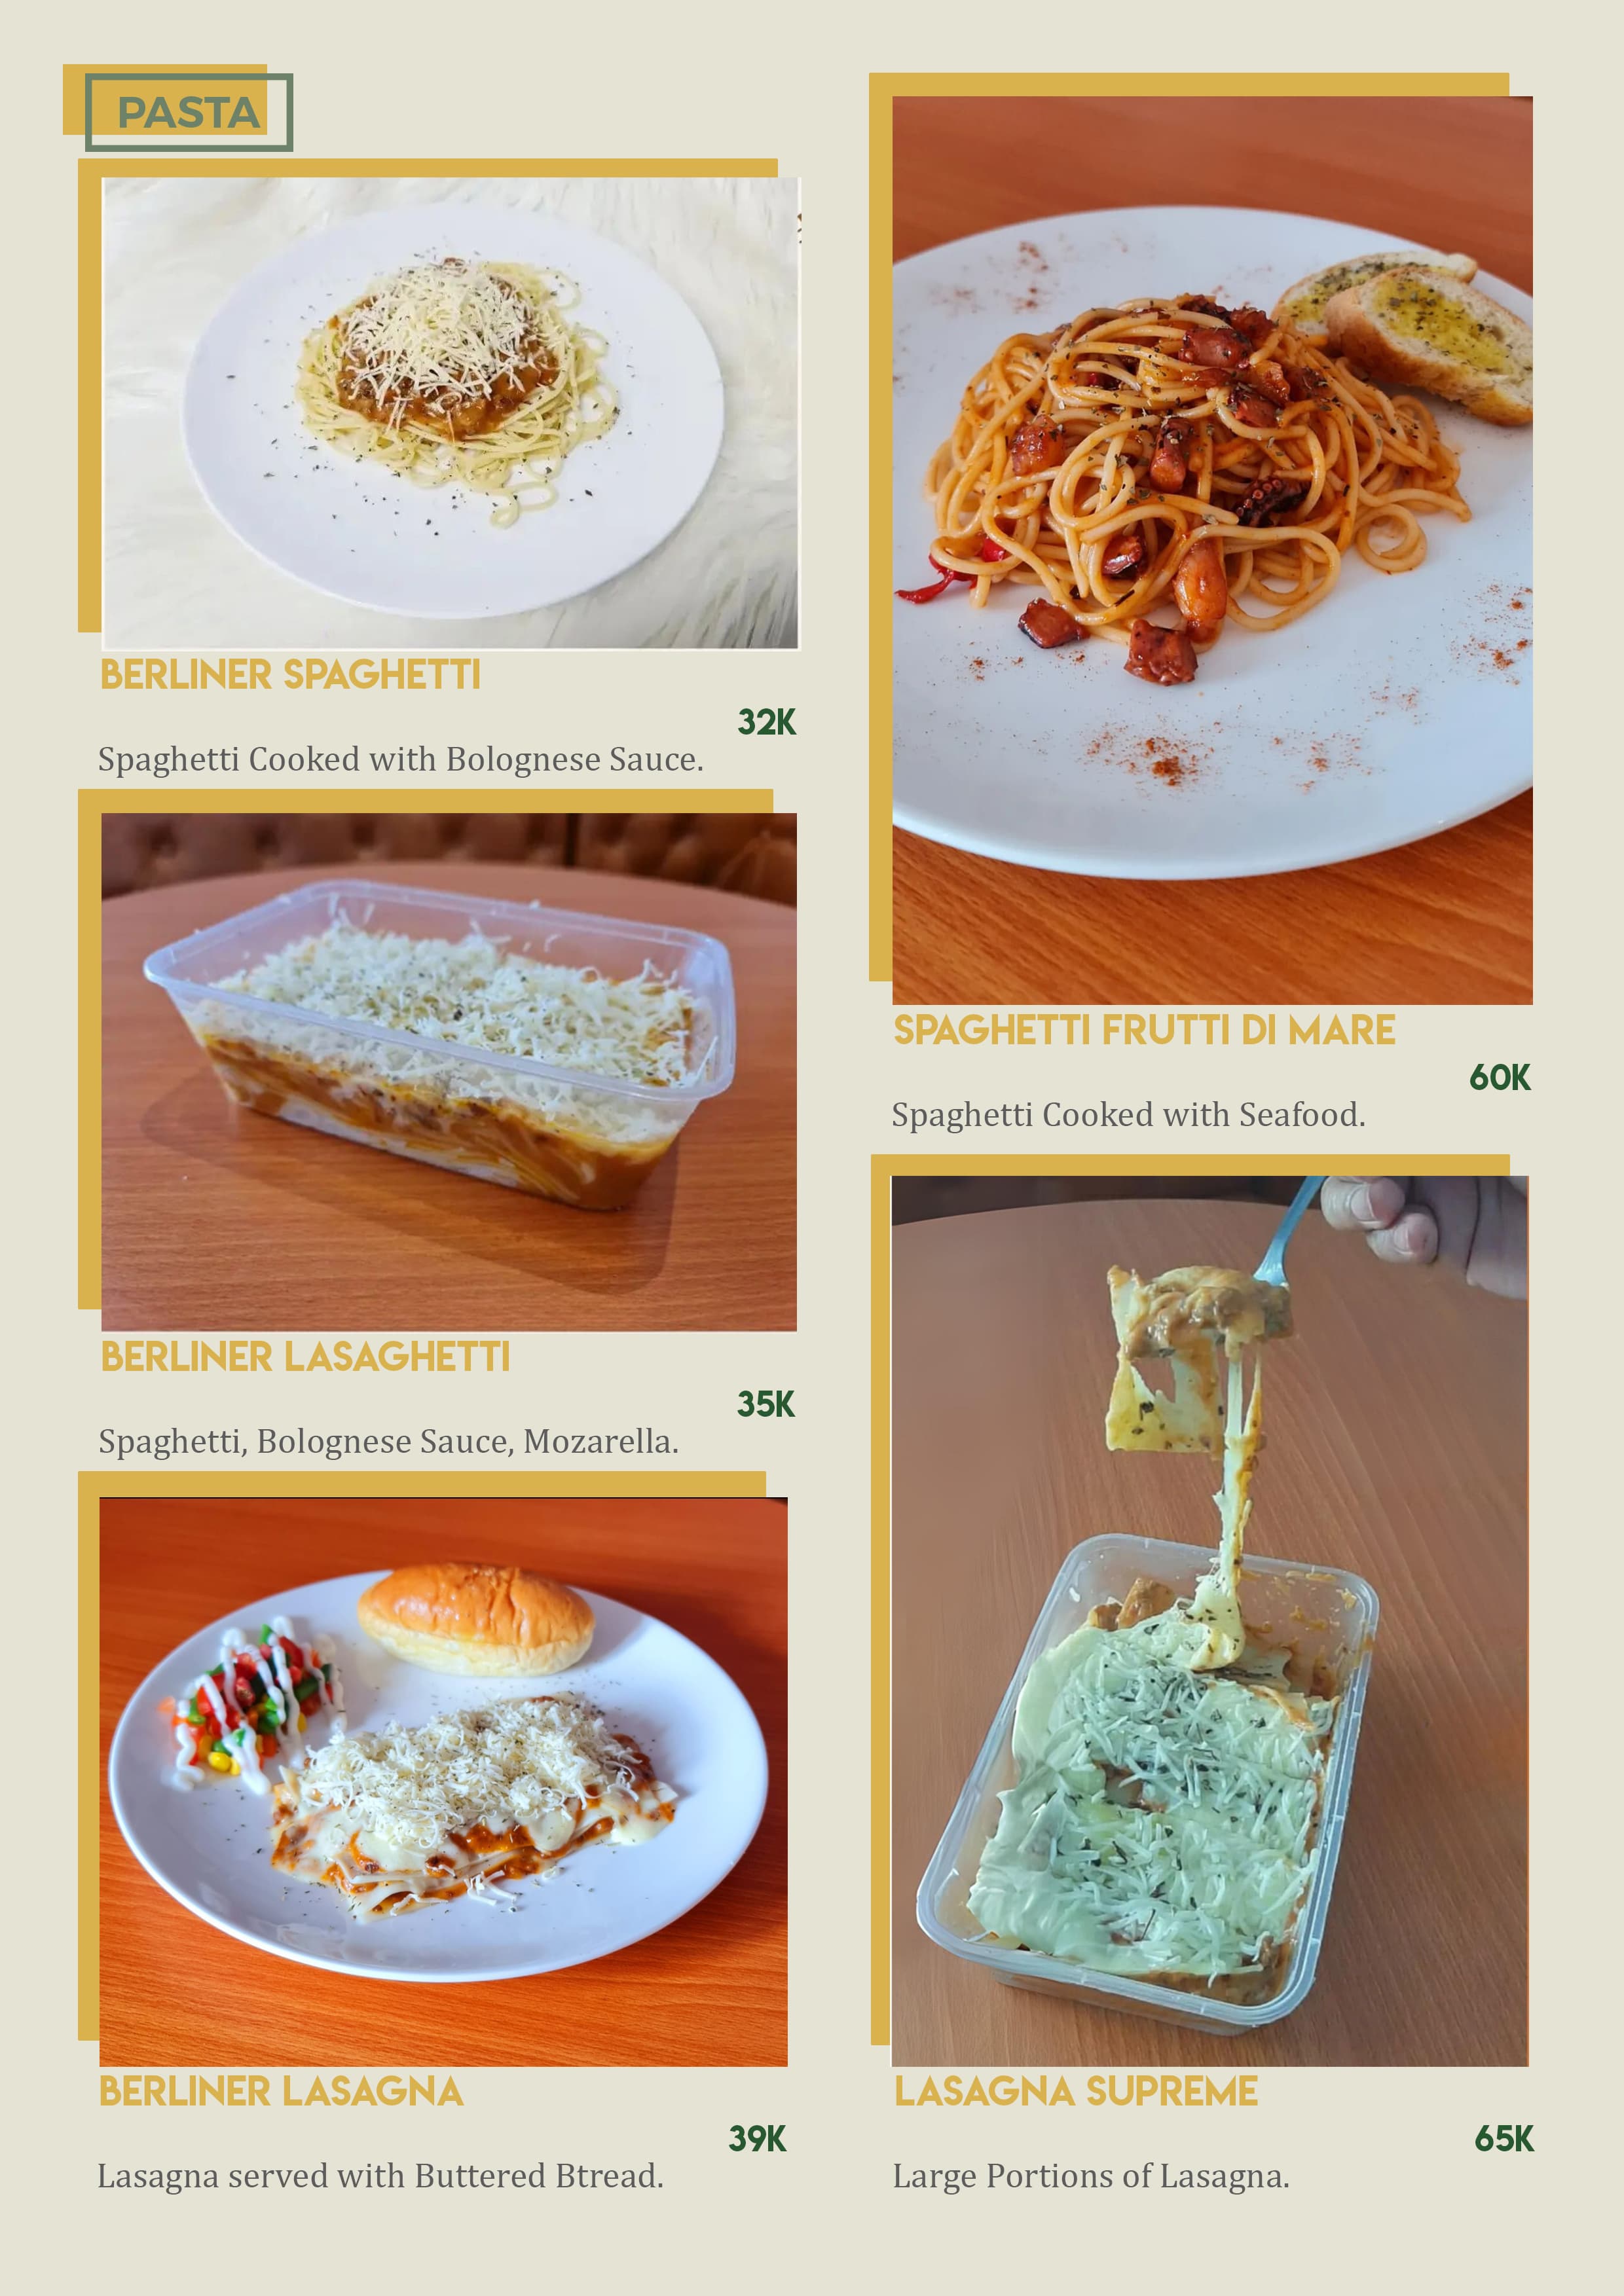 PASTA
BERLINER SPAGHETTI
32K
Spaghetti Cooked with Bolognese Sauce.
BERLINER LASAGHETTI
35K
Spaghetti, Bolognese Sauce, Mozarella.
BERLINER LASAGNA
39K
Lasagna served with Buttered Btread.
SPAGHETTI FRUTTI DI MARE
60K
Spaghetti Cooked with Seafood.
LASAGNA SUPREME
65K
Large Portions of Lasagna.